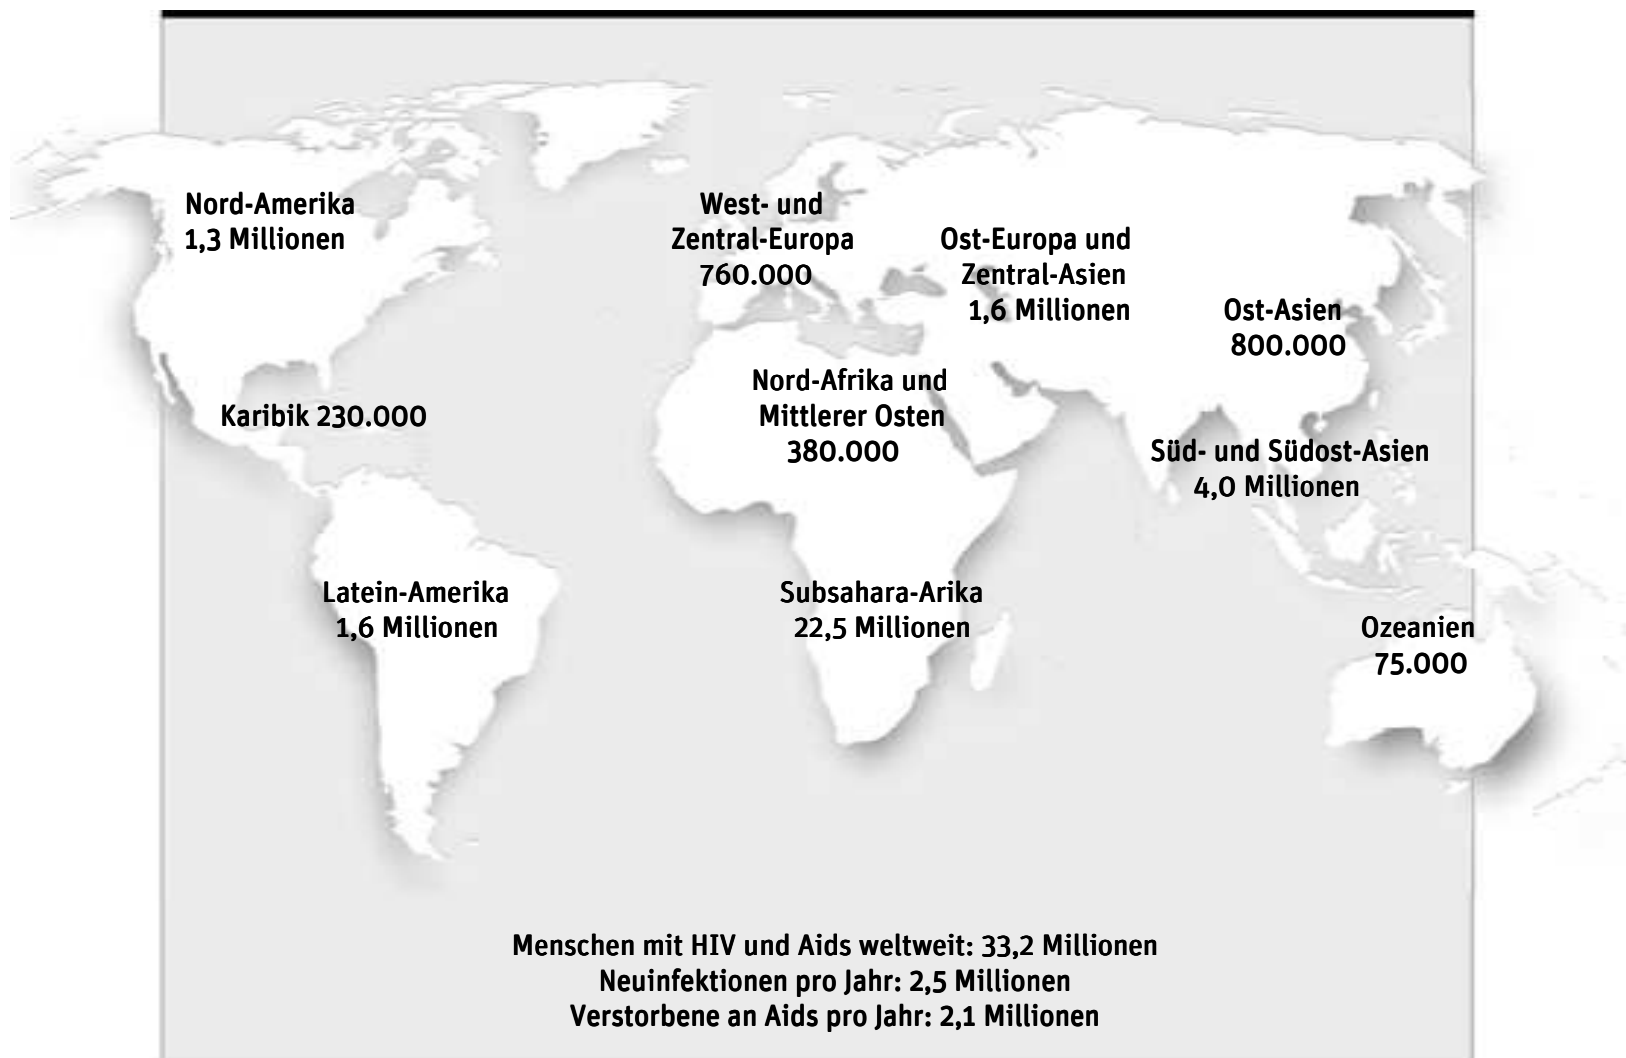 Nord-Amerika
1,3 Millionen
West- und
Zentral-Europa
760.000
Ost-Europa und
Zentral-Asien
1,6 Millionen
Ost-Asien
800.000
Karibik 230.000
Nord-Afrika und
Mittlerer Osten
380.000
Süd- und Südost-Asien
4,0 Millionen
Latein-Amerika
1,6 Millionen
Subsahara-Arika
22,5 Millionen
Ozeanien
75.000
Menschen mit HIV und Aids weltweit: 33,2 Millionen
Neuinfektionen pro Jahr: 2,5 Millionen
Verstorbene an Aids pro Jahr: 2,1 Millionen